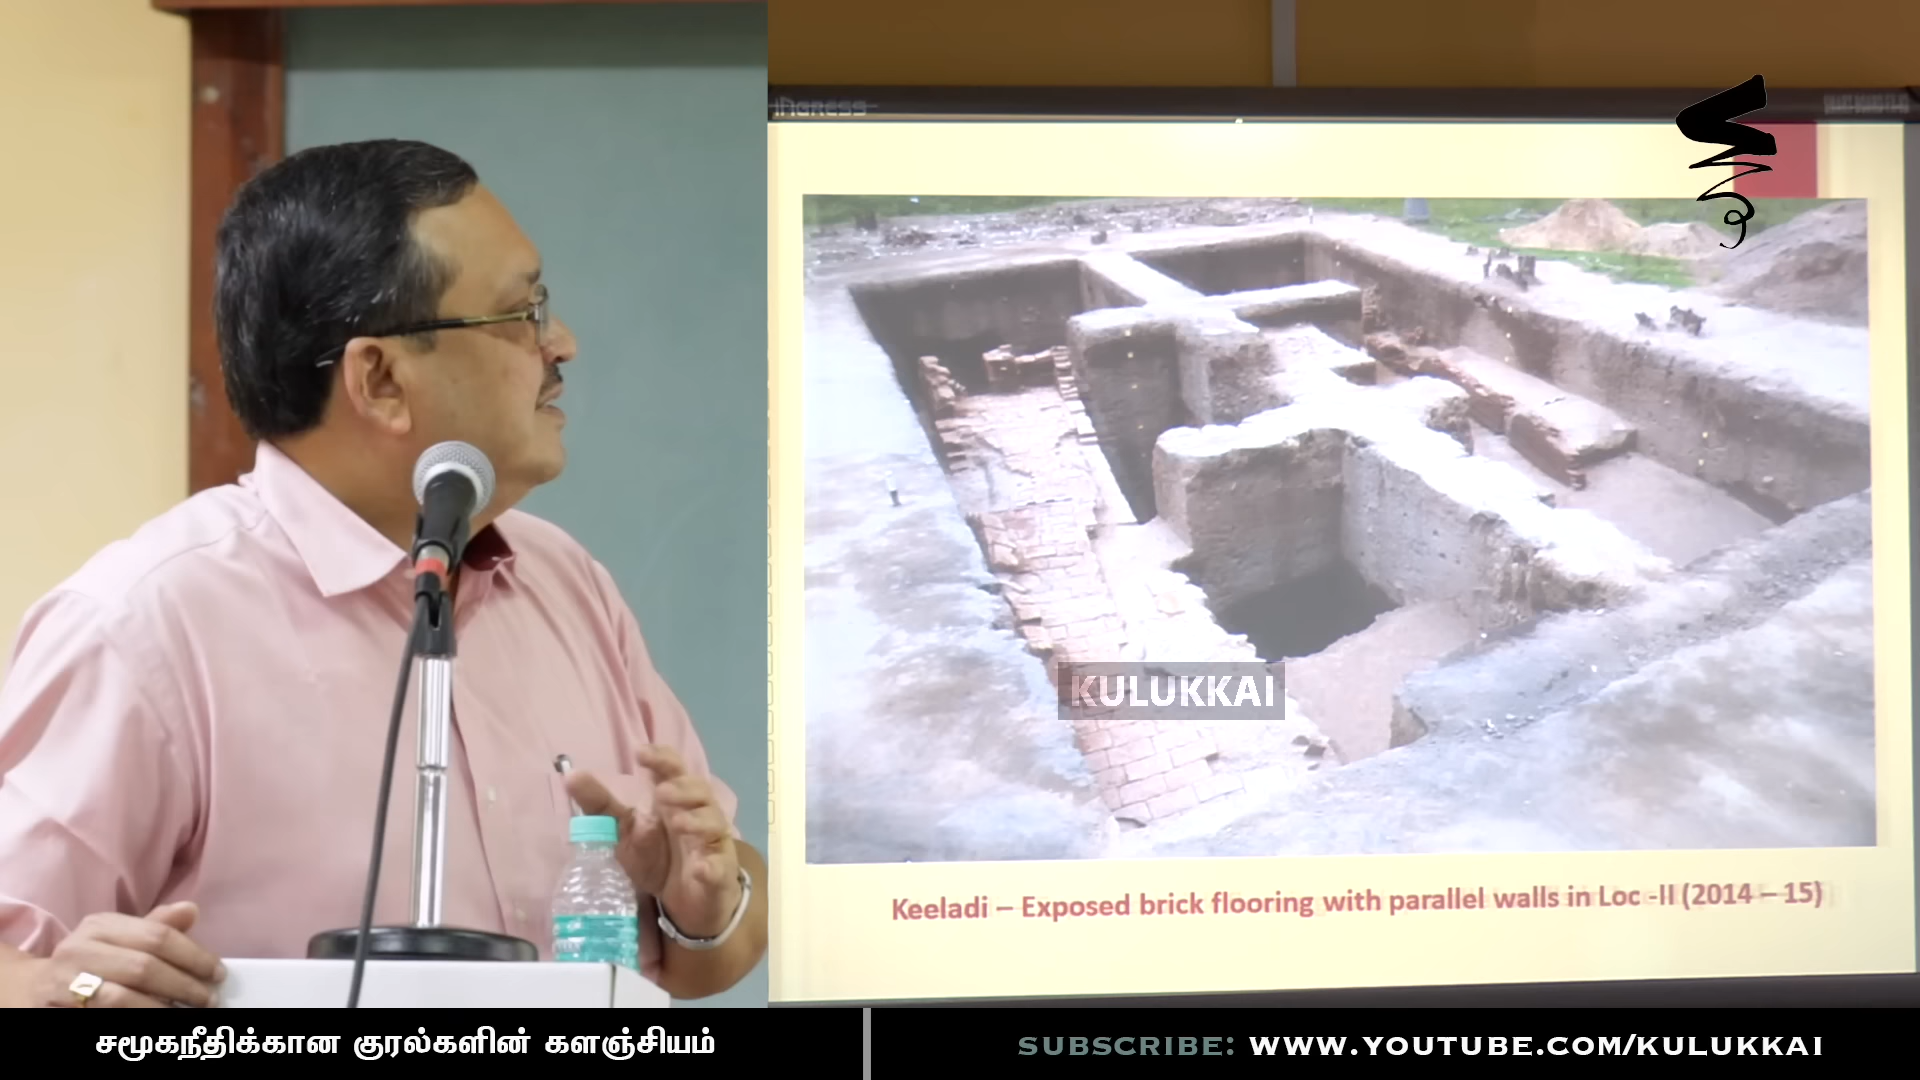 INGRESS
KULUKKAI
Keeladi – Exposed brick flooring with parallel walls in Loc -II (2014 – 15)
சமூகநீதிக்கான குரல்களின் களஞ்சியம்
SUBSCRIBE: WWW.YOUTUBE.COM/KULUKKAI